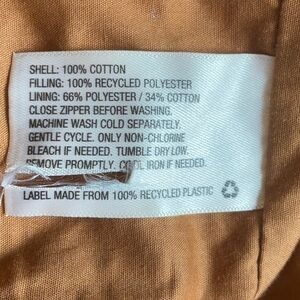 SHELL: 100% COTTON
FILLING: 100% RECYCLED POLYESTER
LINING: 66% POLYESTER / 34% COTTON
CLOSE ZIPPER BEFORE WASHING.
MACHINE WASH COLD SEPARATELY.
GENTLE CYCLE. ONLY NON-CHLORINE
BLEACH IF NEEDED. TUMBLE DRY LOW.
REMOVE PROMPTLY. COOL IRON IF NEEDED.
LABEL MADE FROM 100% RECYCLED PLASTIC